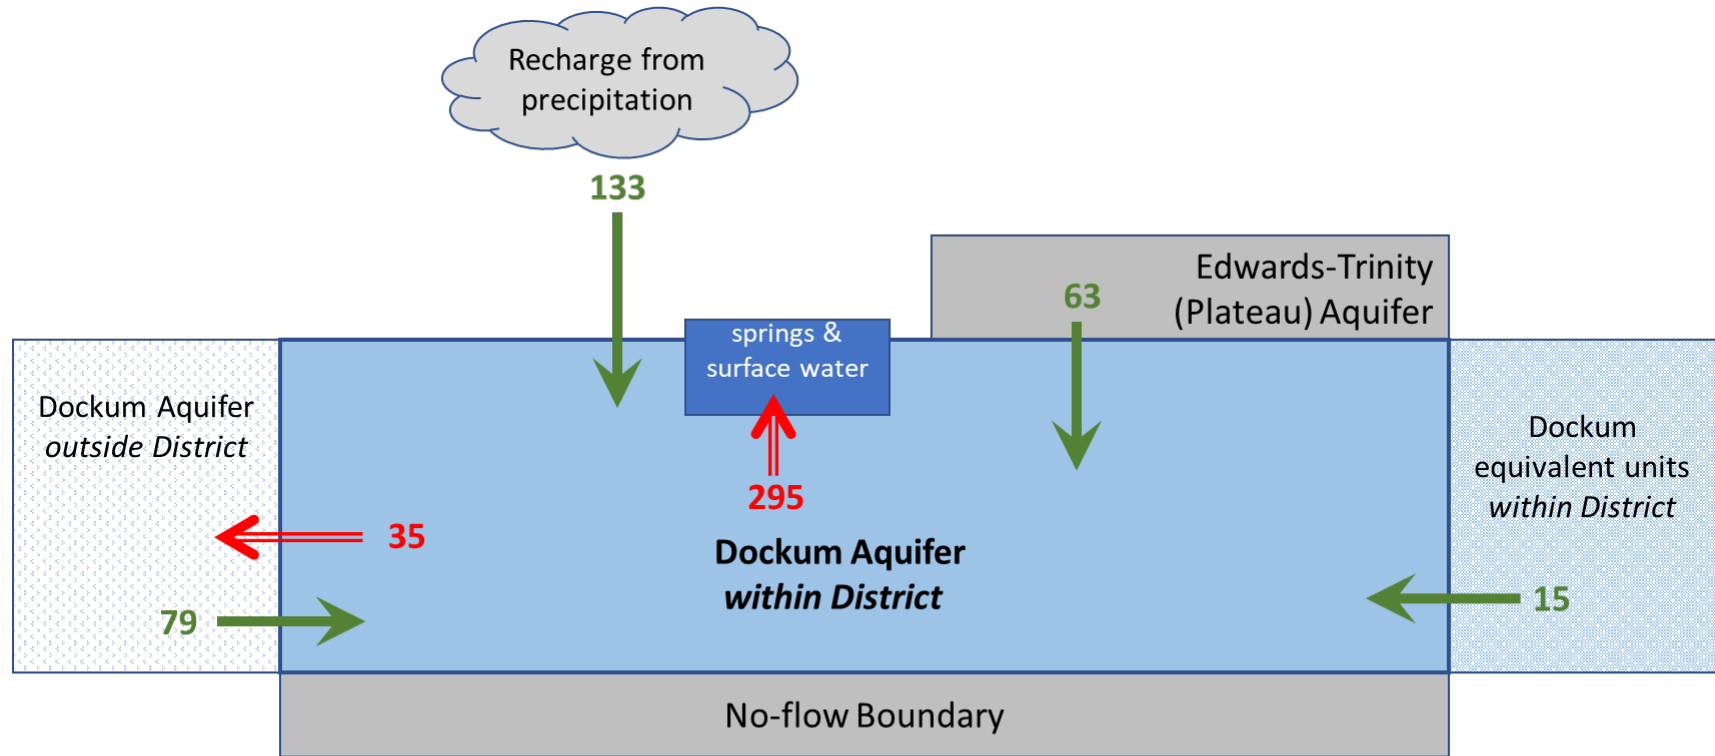 Recharge from
precipitation
133
Edwards-Trinity
(Plateau) Aquifer
63
springs &
surface water
Dockum Aquifer
outside District
Dockum
equivalent units
within District
295
35
Dockum Aquifer
within District
79
15
No-flow Boundary